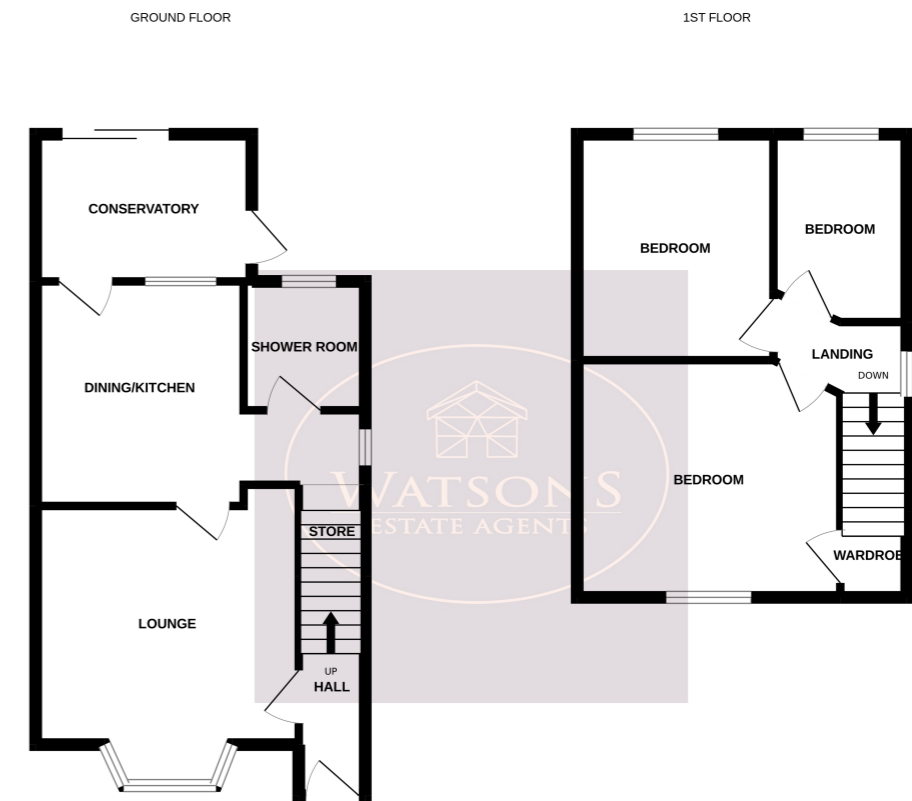 GROUND FLOOR
1ST FLOOR
CONSERVATORY
SHOWER ROOM
DINING/KITCHEN
STORE
LOUNGE
UP
HALL
BEDROOM
BEDROOM
LANDING
DOWN
BEDROOM
WARDROBE
WATSONS
ESTATE AGENTS